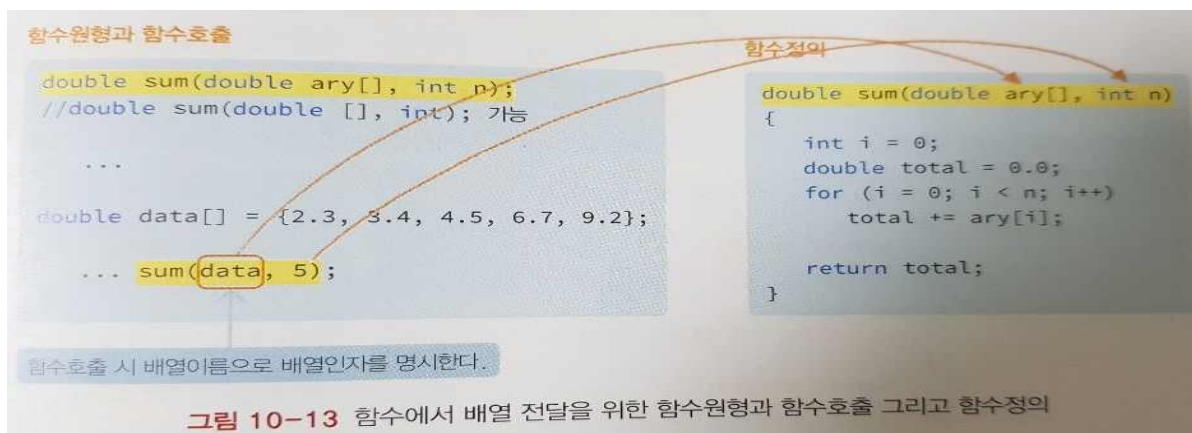 함수원형과 함수호출
double sum(double ary[], int n);
//double sum(double [], int); 가능
...
double data[] = {2.3, 3.4, 4.5, 6.7, 9.2};
... sum(data, 5);
함수호출 시 배열이름으로 배열인자를 명시한다.
함수정의
double sum(double ary[], int n)
{
int i = 0;
double total = 0.0;
for (i = 0; i < n; i++)
total += ary[i];
return total;
}
그림 10-13 함수에서 배열 전달을 위한 함수원형과 함수호출 그리고 함수정의